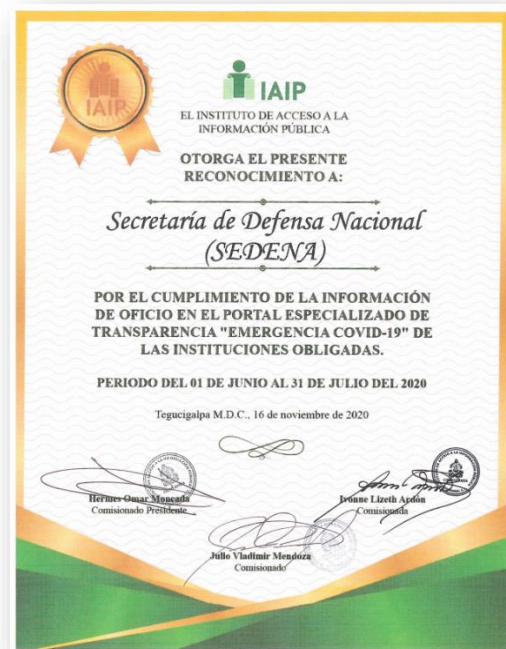 IAIP
IAIP
EL INSTITUTO DE ACCESO A LA
INFORMACIÓN PÚBLICA
OTORGA EL PRESENTE
RECONOCIMIENTO A:
Secretaría de Defensa Nacional
(SEDENA)
POR EL CUMPLIMIENTO DE LA INFORMACIÓN
DE OFICIO EN EL PORTAL ESPECIALIZADO DE
TRANSPARENCIA "EMERGENCIA COVID-19" DE
LAS INSTITUCIONES OBLIGADAS.
PERIODO DEL 01 DE JUNIO AL 31 DE JULIO DEL 2020
Tegucigalpa M.D.C., 16 de noviembre de 2020
Hermes Omar Moncada
Comisionado Presidente
Ivonne Lizeth Ardón
Comisionada
Julio Vladimir Mendoza
Comisionado